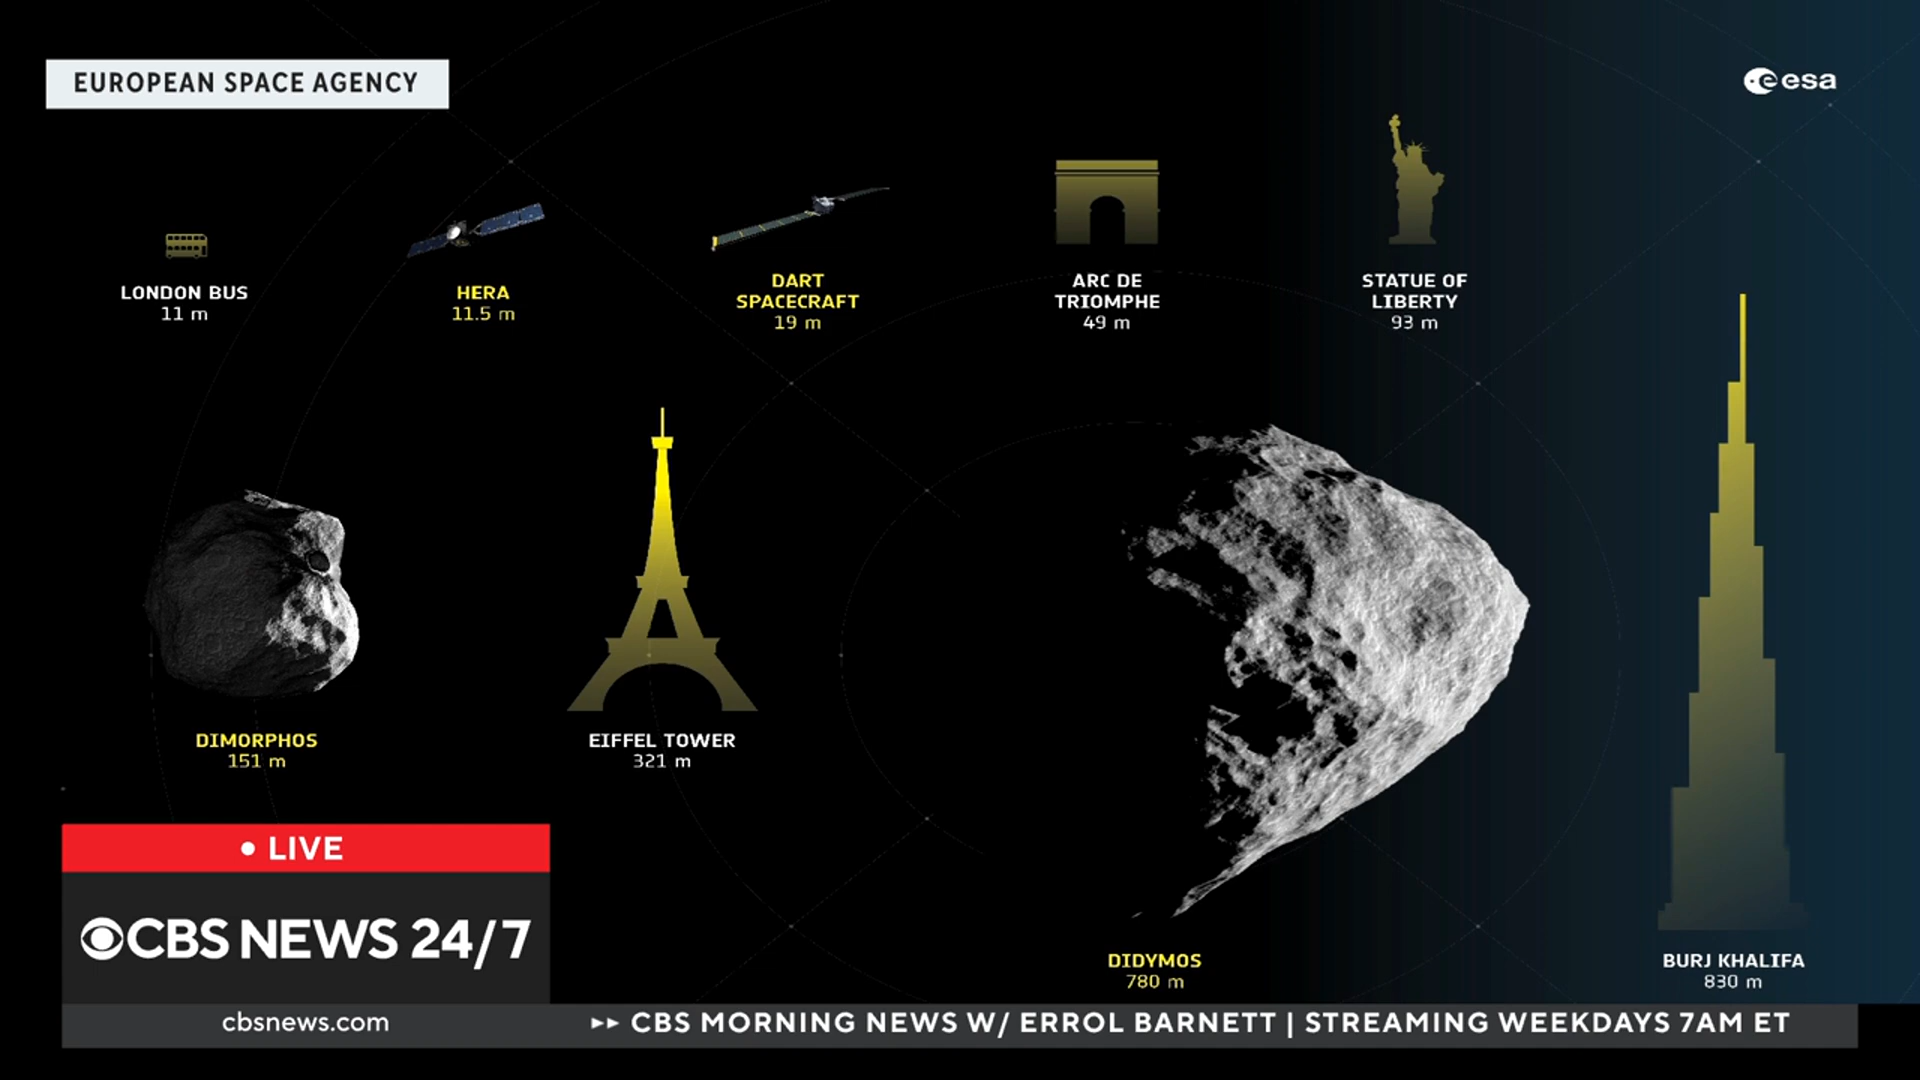 EUROPEAN SPACE AGENCY
esa
LONDON BUS
11 m
HERA
11.5 m
DART
SPACECRAFT
19 m
ARC DE
TRIOMPHE
49 m
STATUE OF
LIBERTY
93 m
DIMORPHOS
151 m
EIFFEL TOWER
321 m
DIDYMOS
780 m
BURJ KHALIFA
830 m
• LIVE
CBS NEWS 24/7
cbsnews.com
CBS MORNING NEWS W/ ERROL BARNETT | STREAMING WEEKDAYS 7AM ET